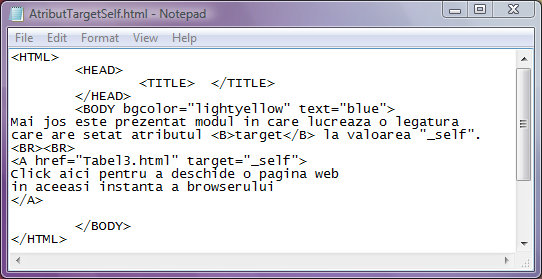 AtributTargetSelf.html - Notepad
File Edit Format View Help
<HTML>
<HEAD>
<TITLE>  </TITLE>
</HEAD>
<BODY bgcolor="lightyellow" text="blue">
Mai jos este prezentat modul in care lucreaza o legatura
care are setat atributul <B>target</B> la valoarea "_self".
<BR><BR>
<A href="Tabel3.html" target="_self">
Click aici pentru a deschide o pagina web
in aceeasi instanta a browserului
</A>
</BODY>
</HTML>